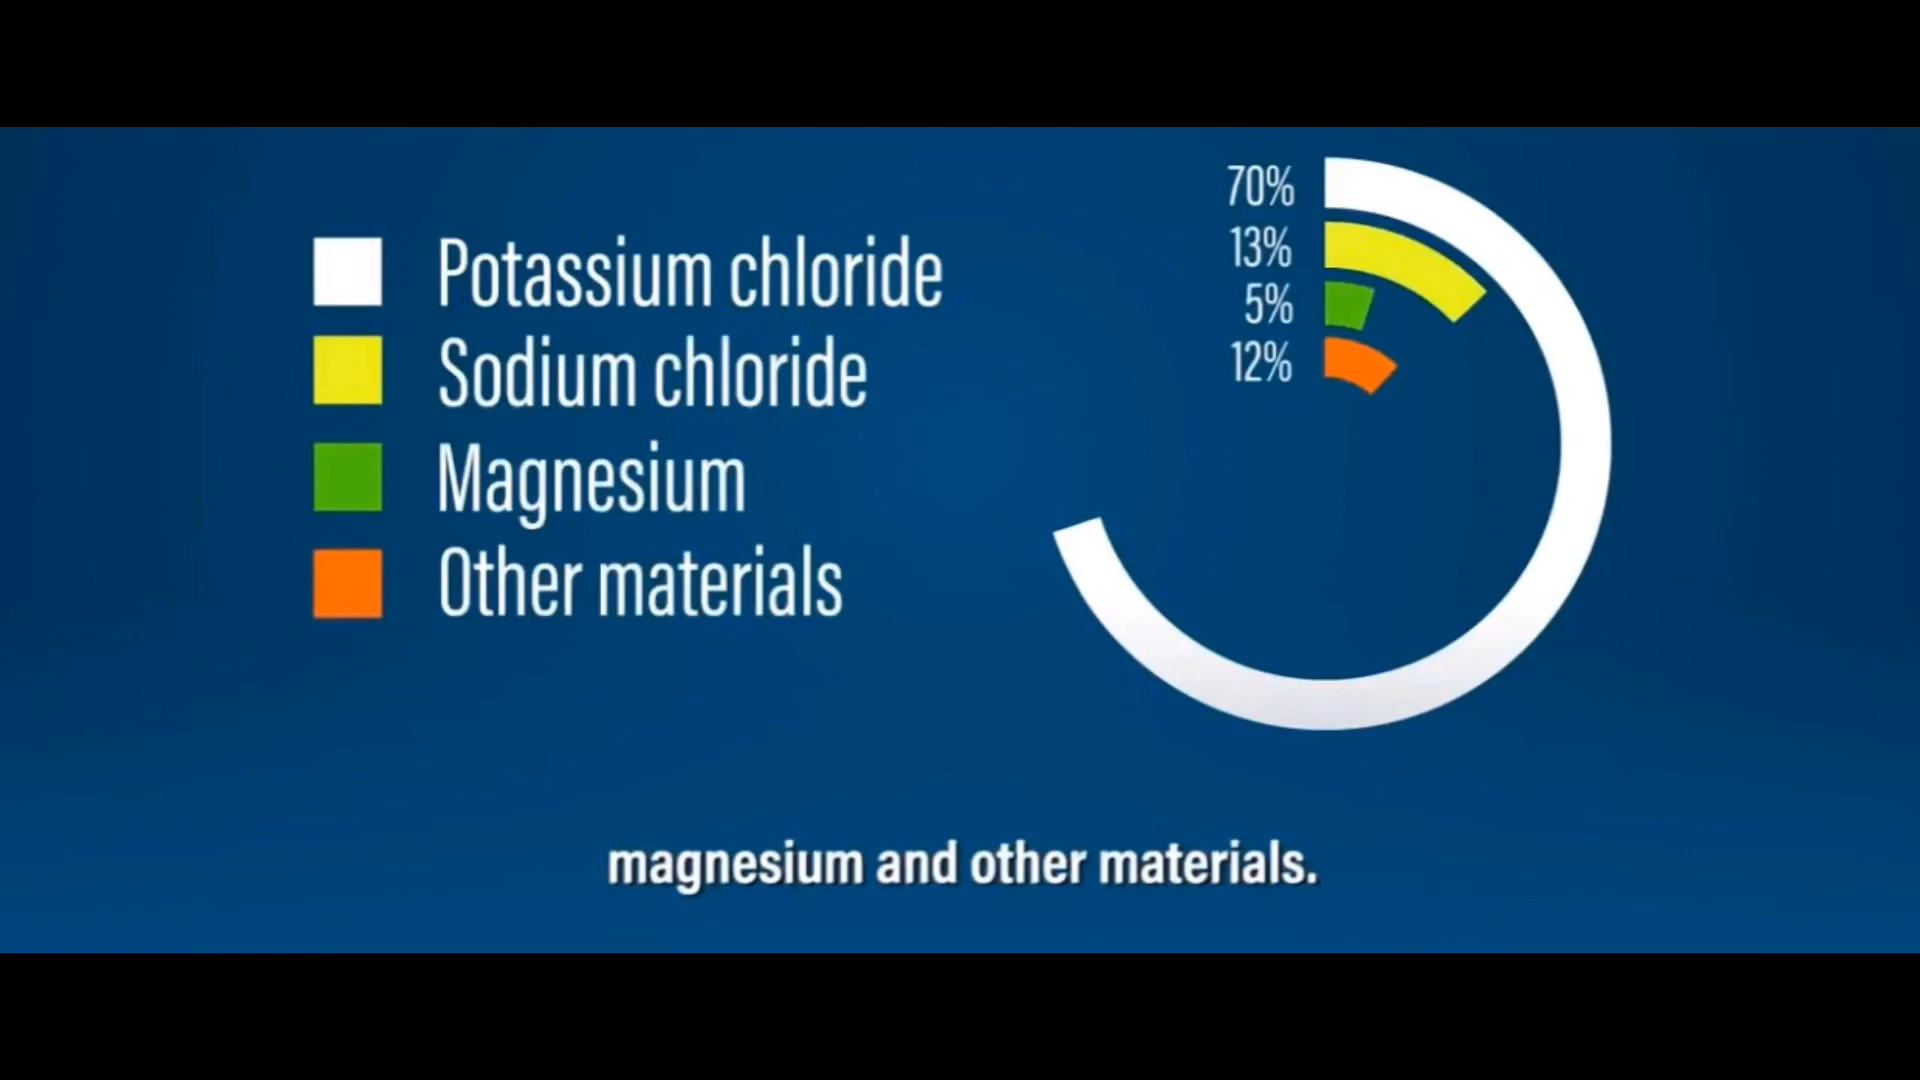 Potassium chloride
Sodium chloride
Magnesium
Other materials
70%
13%
5%
12%
magnesium and other materials.